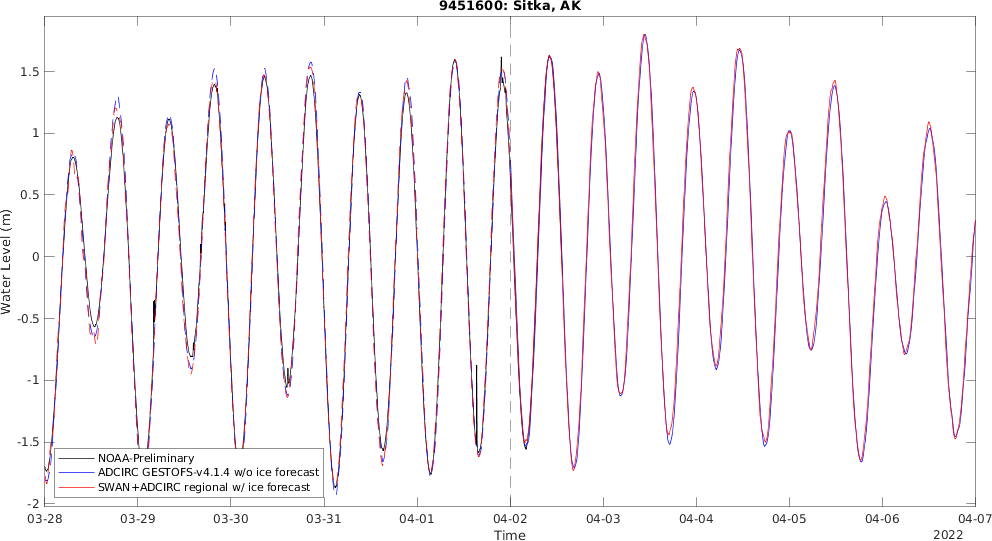 9451600: Sitka, AK
Water Level (m)
1.5
1
0.5
0
-0.5
-1
-1.5
-2
NOAA-Preliminary
ADCIRC GESTOFS-v4.1.4 w/o ice forecast
SWAN+ADCIRC regional w/ ice forecast
03-28 03-29 03-30 03-31 04-01 04-02 04-03 04-04 04-05 04-06 04-07
Time
2022